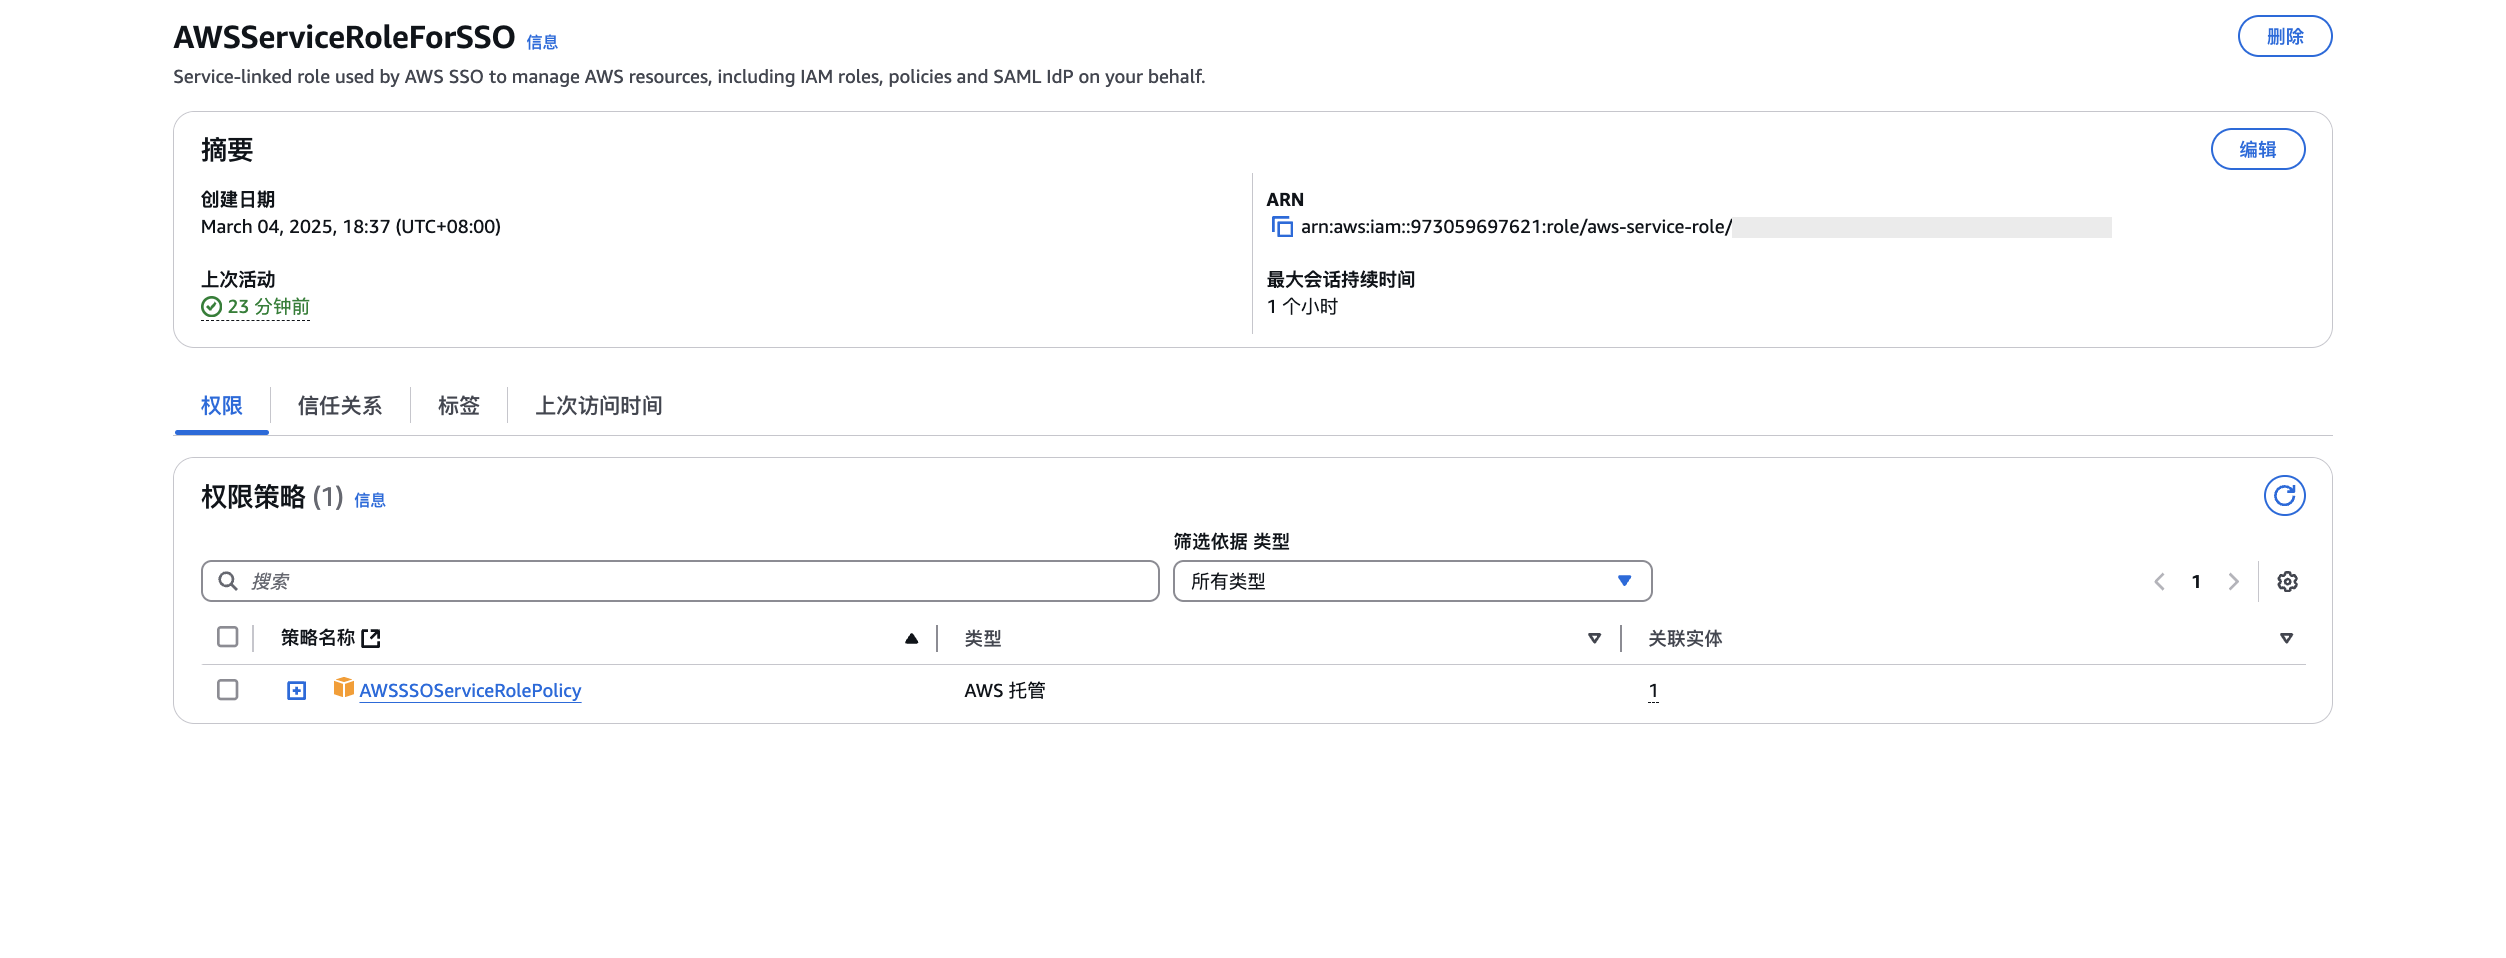 AWSServiceRoleForSSO 信息
删除
Service-linked role used by AWS SSO to manage AWS resources, including IAM roles, policies and SAML IdP on your behalf.
摘要
编辑
创建日期
March 04, 2025, 18:37 (UTC+08:00)
ARN
arn:aws:iam::973059697621:role/aws-service-role/
上次活动
23 分钟前
最大会话持续时间
1 个小时
权限 信任关系 标签 上次访问时间
权限策略 (1) 信息
筛选依据 类型
搜索
所有类型
1
策略名称 类型 关联实体
AWSSSOServiceRolePolicy AWS 托管 1